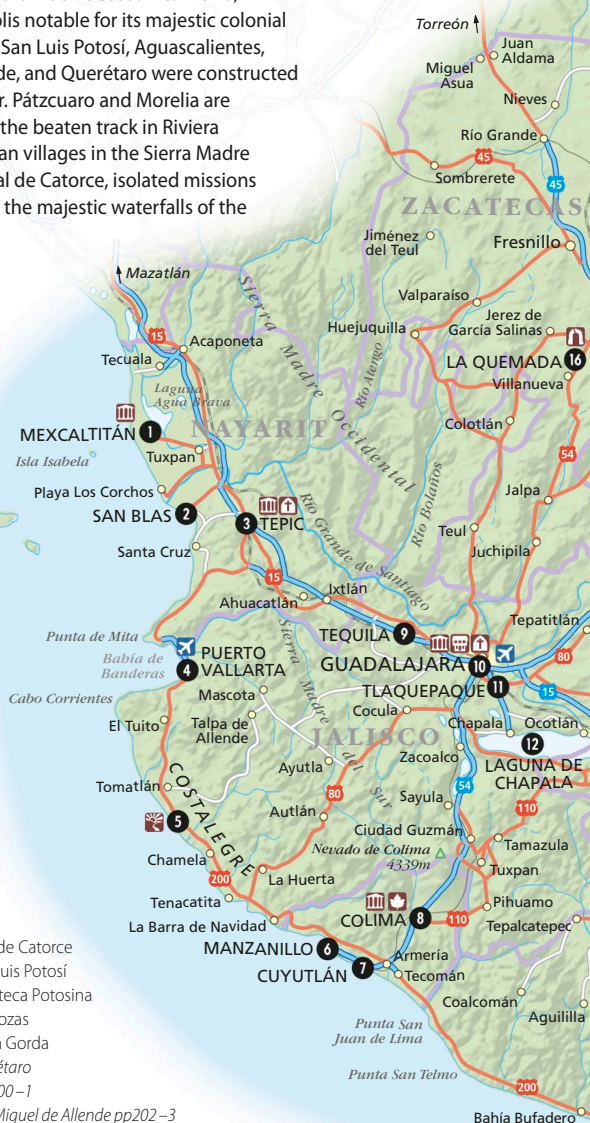 plis notable for its majestic colonial
San Luis Potosí, Aguascalientes,
de, and Querétaro were constructed
r. Pátzcuaro and Morelia are
the beaten track in Riviera
an villages in the Sierra Madre
al de Catorce, isolated missions
the majestic waterfalls of the
Torreón
Juan
Aldama
Miguel
Asua
Nieves
Río Grande
45
Sombrerete
45
ZACATECAS
Jiménez
del Teul
Fresnillo
Mazatlán
Valparaíso
Jerez de
García Salinas
Huejuquilla
Sierra Madre Occidental
15
Acaponeta
Tecuala
LA QUEMADA 16
Villanueva
Río Atengo
Laguna
Agua Brava
NAYARIT
MEXCALTITÁN 1
Colotlán
Tuxpan
Isla Isabela
54
Río Bolaños
Playa Los Corchos
Jalpa
SAN BLAS 2
3 TEPIC
Río Grande de Santiago
Teul
Juchipila
Santa Cruz
15
Ixtlán
Ahuacatlán
Tepatitlán
TEQUILA 9
Punta de Mita
Bahía de
Banderas
PUERTO
VALLARTA
4
Sierra Madre del Sur
GUADALAJARA 10
80
TLAQUEPAQUE 11
15
Mascota
Cabo Corrientes
Cocula
Chapala
Ocotlán
El Tuito
Talpa de
Allende
JALISCO
12
LAGUNA DE
CHAPALA
Zacoalco
Ayutla
Tomatlán
54
80
Sayula
110
COSTALEGRE
5
Autlán
Ciudad Guzmán
Tamazula
Nevado de Colima
4339m
Chamela
Tuxpan
200
La Huerta
Tenacatita
Pihuamo
COLIMA 8
110
La Barra de Navidad
Tepalcatepec
MANZANILLO 6
Armería
CUYUTLÁN 7
Tecomán
Coalcomán
Aguililla
Punta San
Juan de Lima
Punta San Telmo
200
Bahía Bufadero
de Catorce
Luis Potosí
teca Potosina
ozas
Gorda
étaro
00–1
Miguel de Allende pp202–3